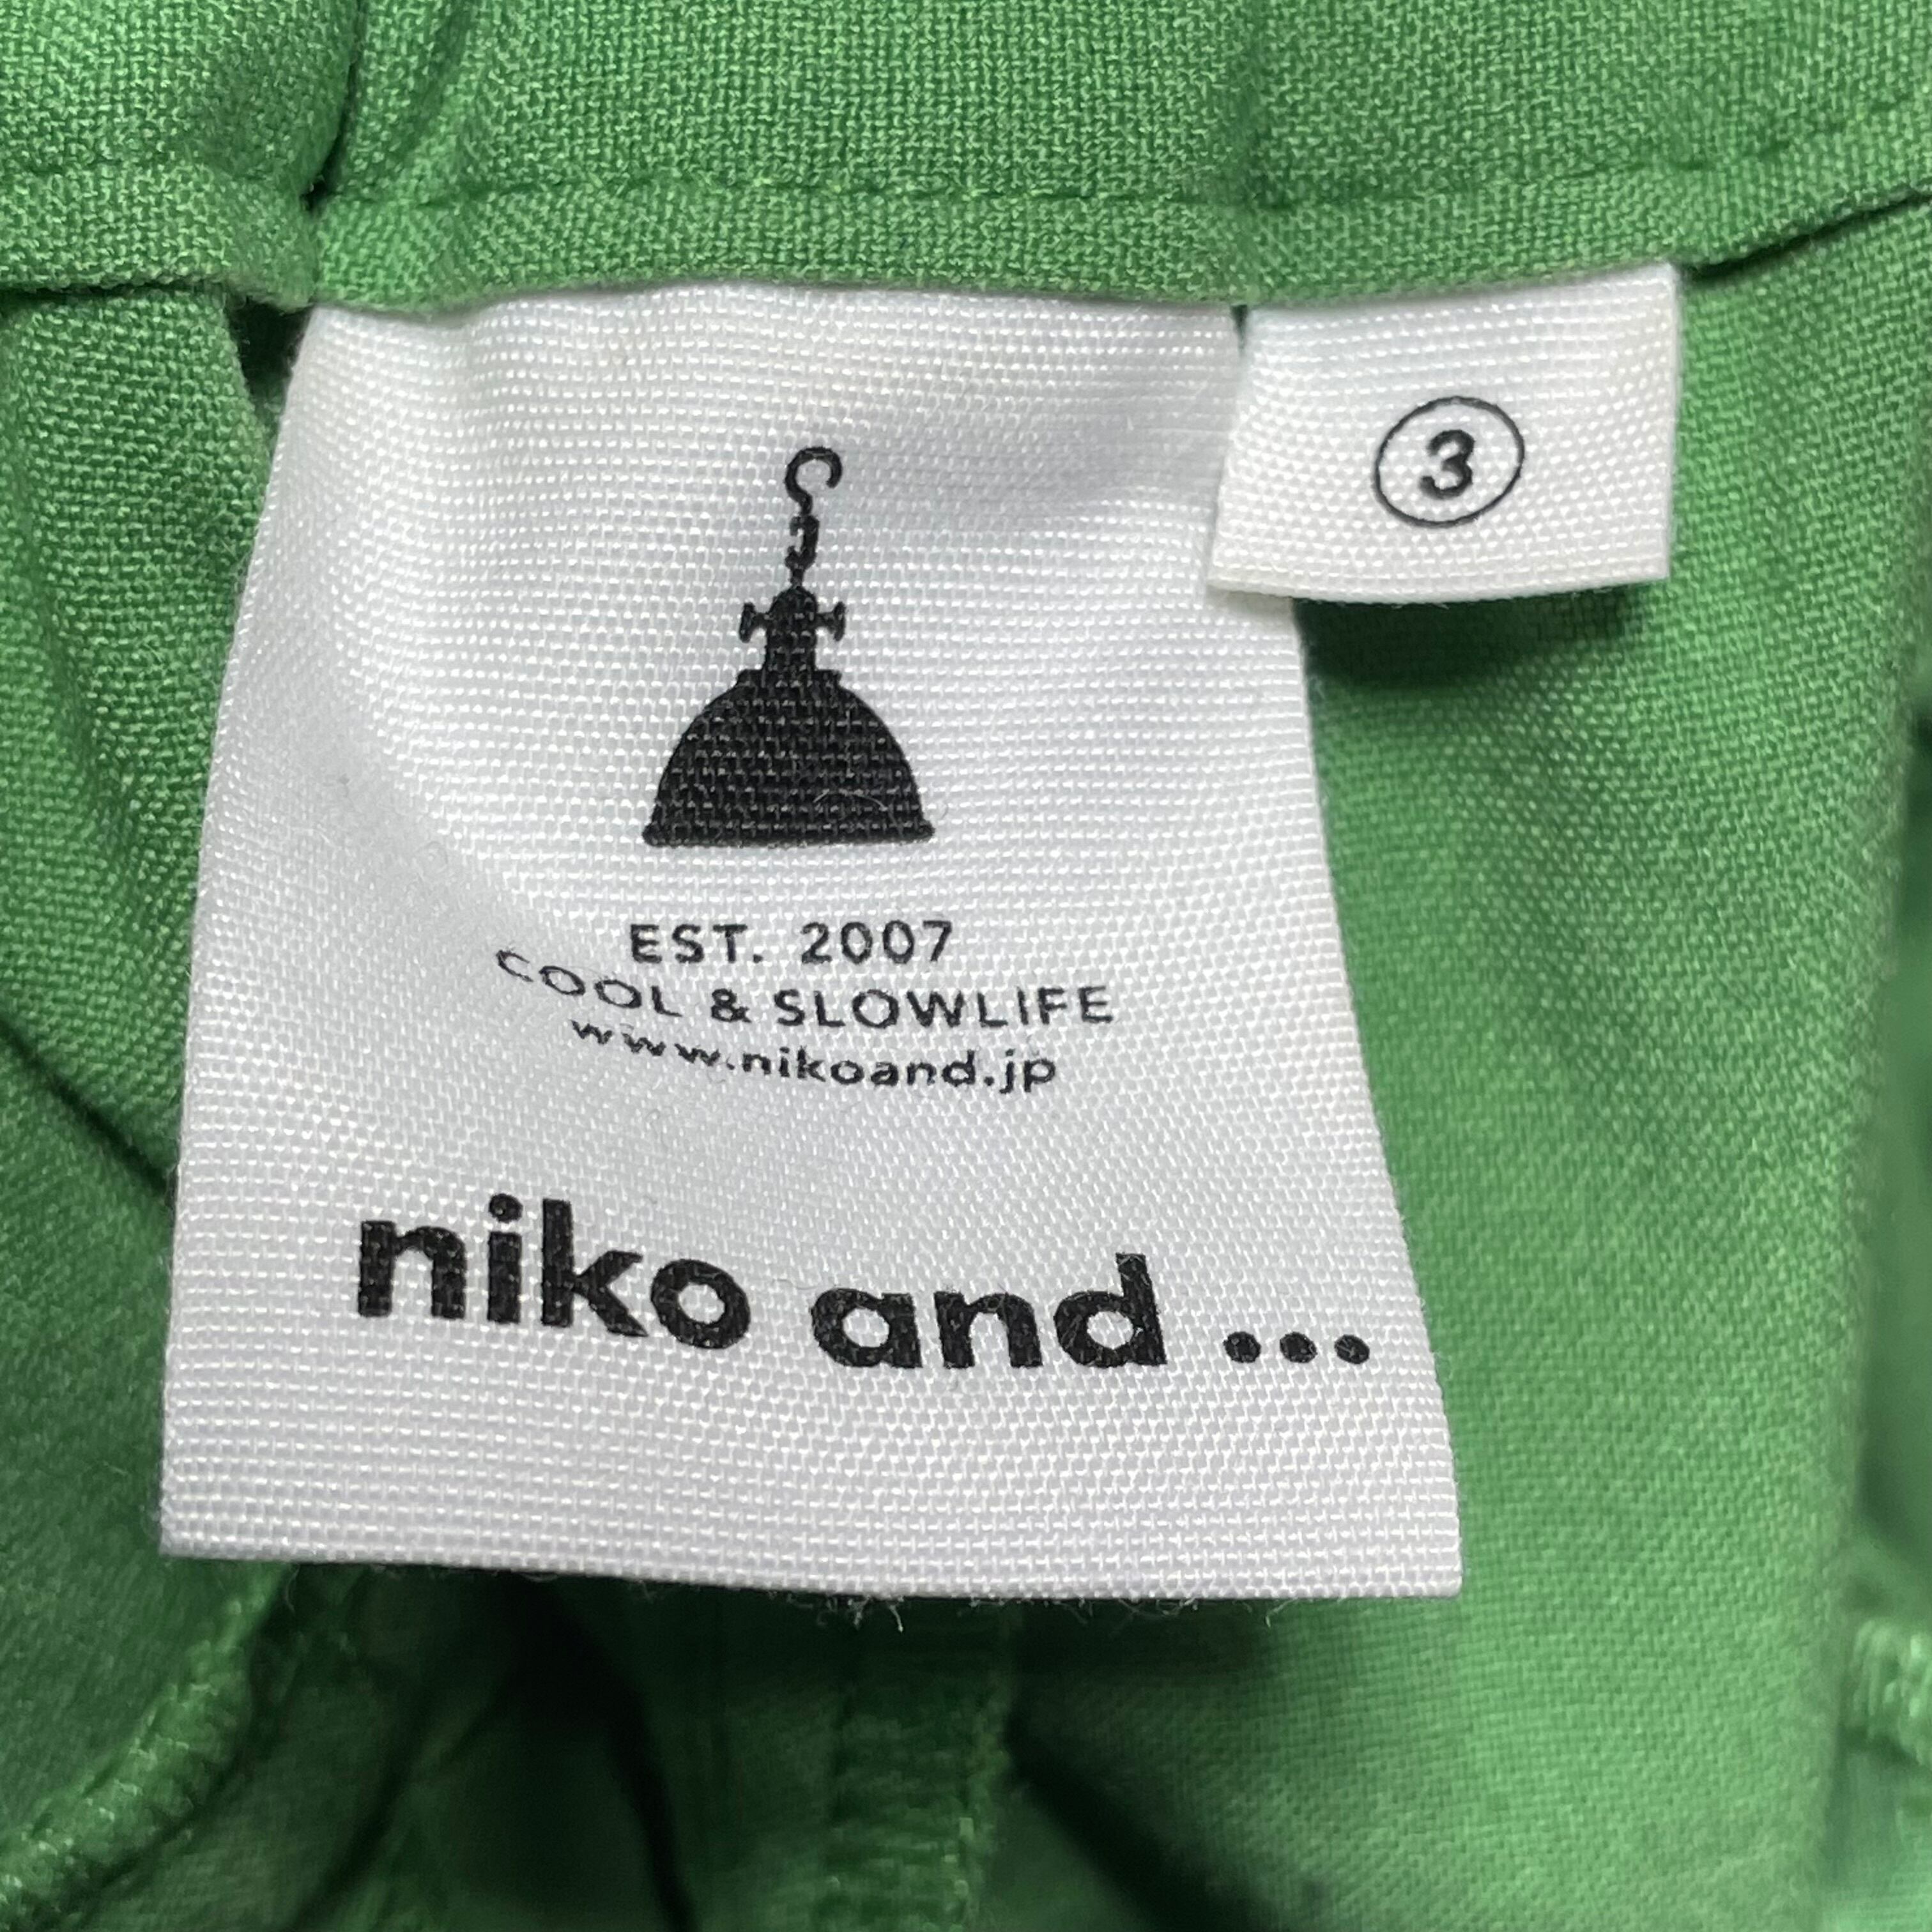 ③
EST. 2007
COOL & SLOWLIFE
www.nikoand.jp
niko and ...